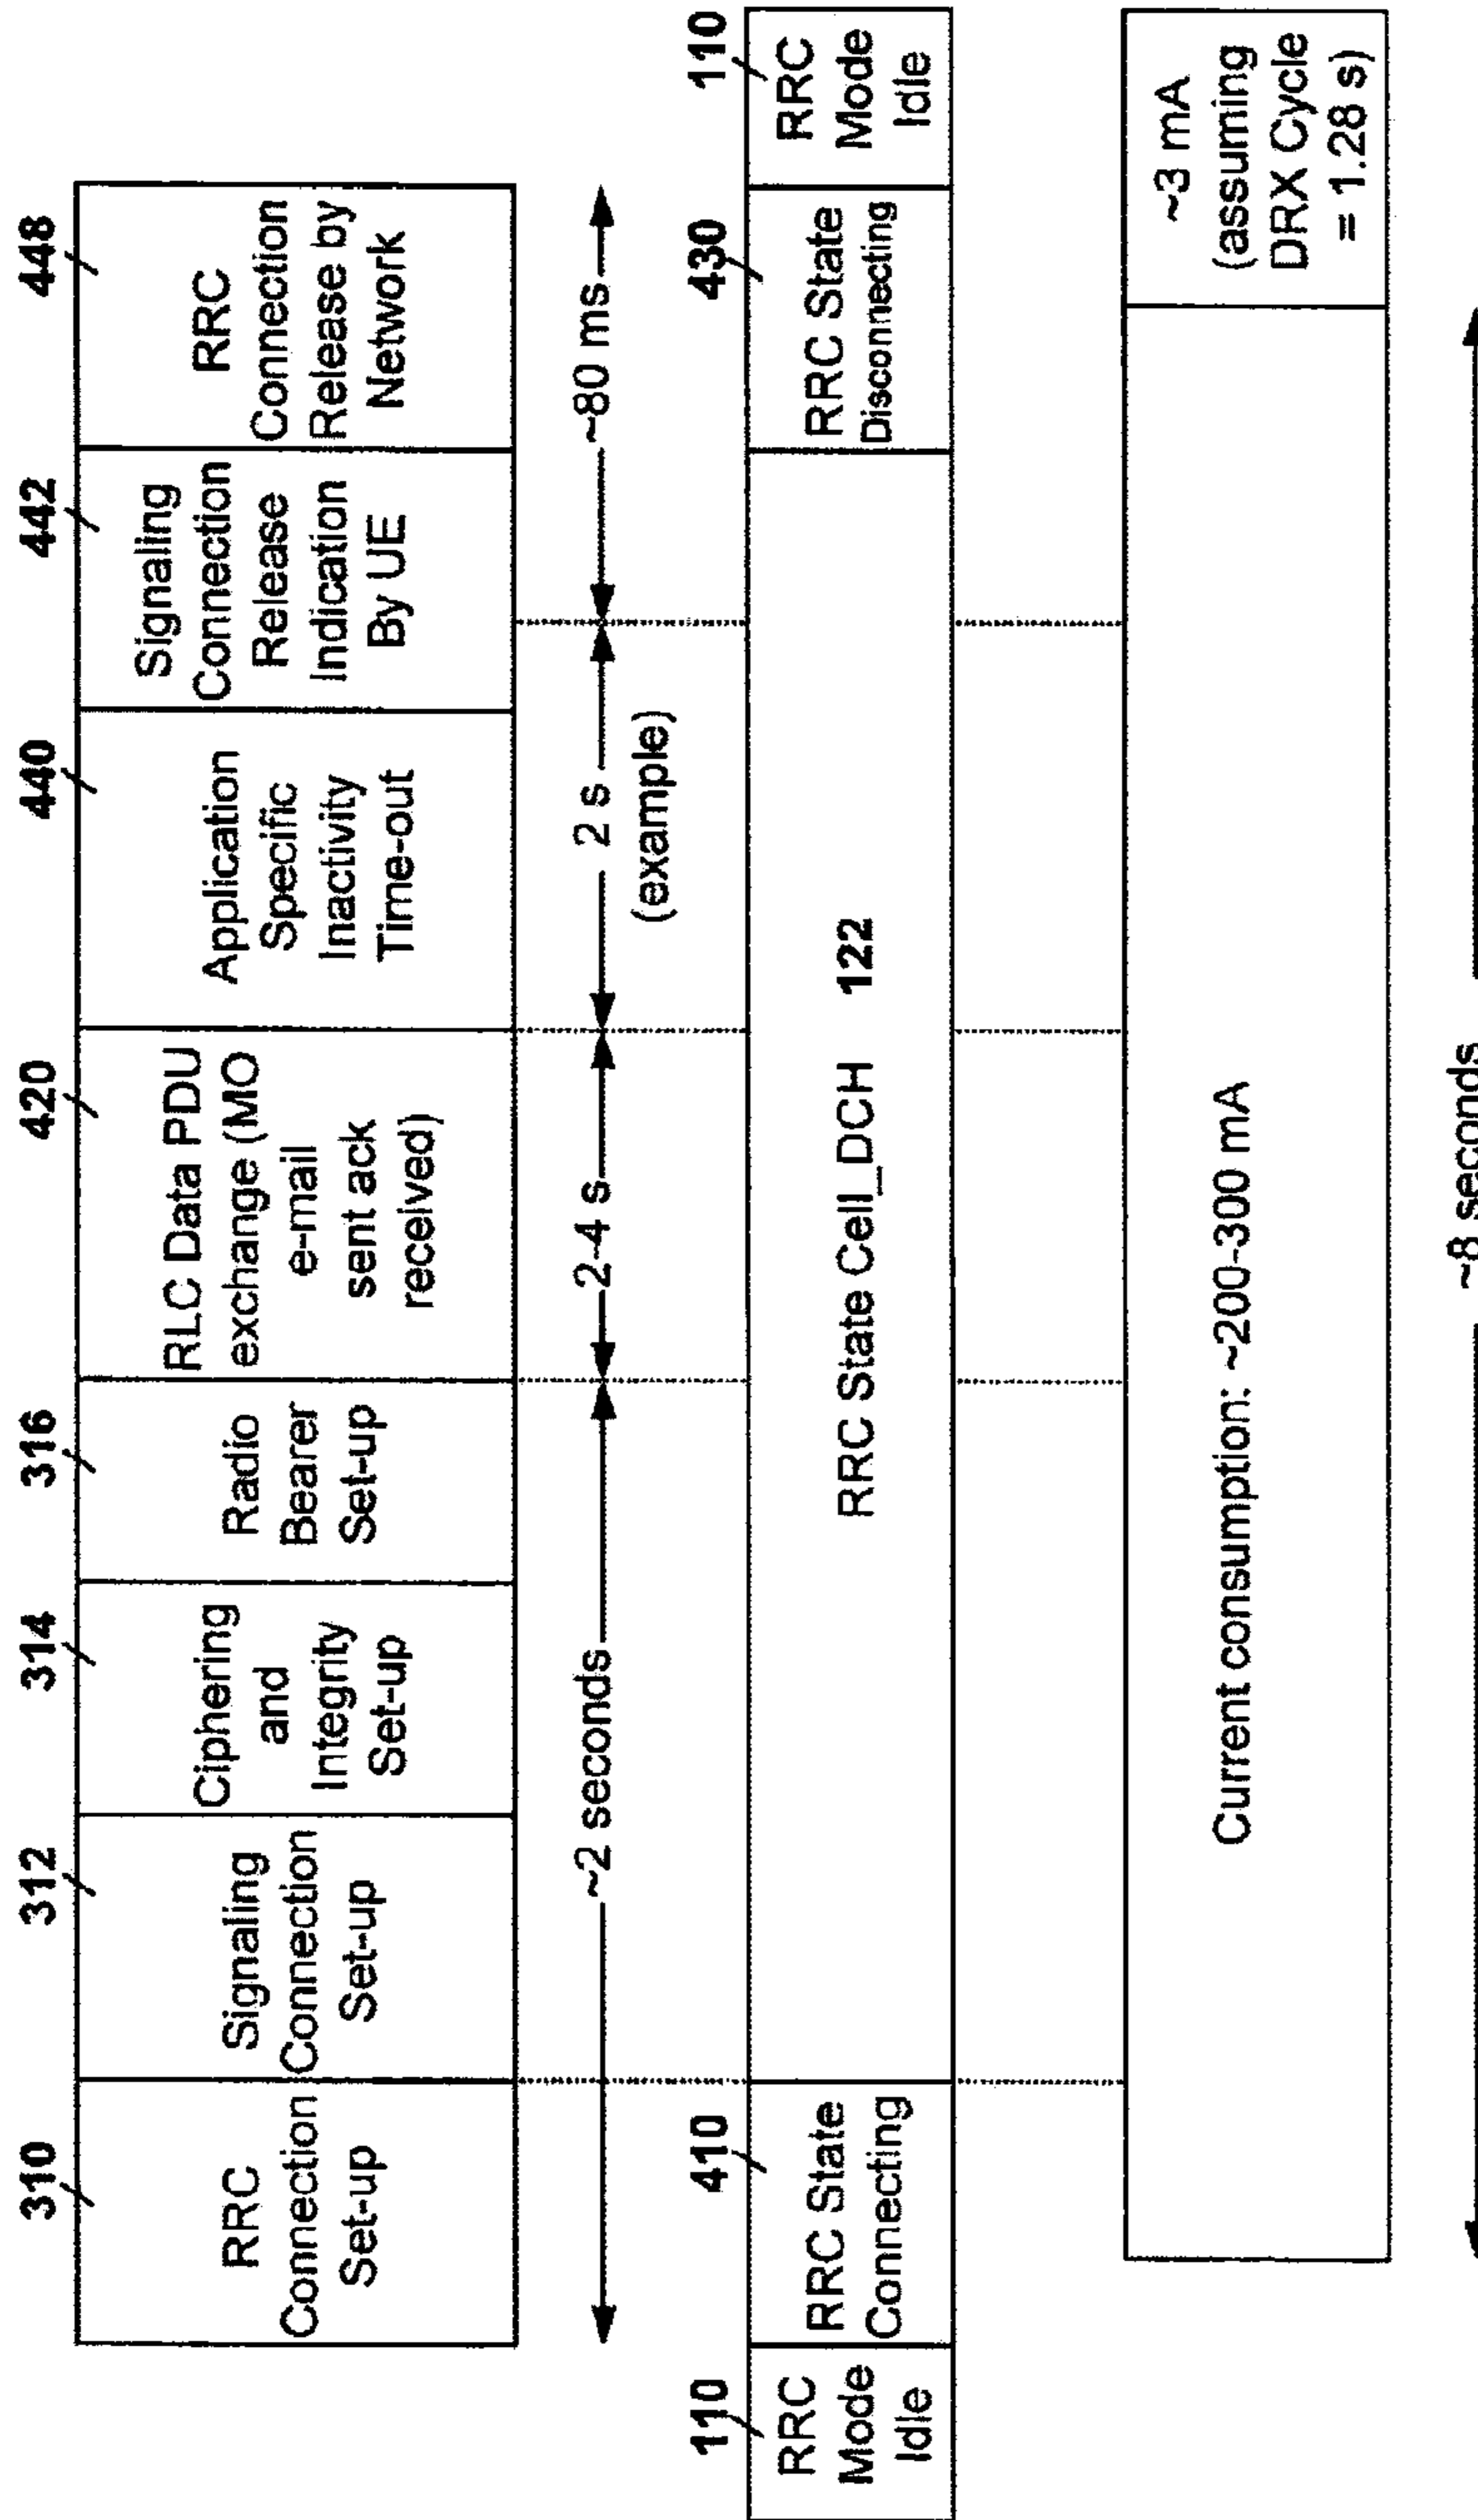 310
RRC
Connection
Set-up
312
Signaling
Connection
Set-up
314
Ciphering
and
Integrity
Set-up
316
Radio
Bearer
Set-up
420
RLC Data PDU
exchange (MO
e-mail
sent ack
received)
440
Application
Specific
Inactivity
Time-out
442
Signaling
Connection
Release
Indication
By UE
448
RRC
Connection
Release by
Network
~2 seconds
2-4 s
2 s
(example)
~80 ms
110
RRC
Mode
Idle
410
RRC State
Connecting
RRC State Cell_DCH 122
430
RRC State
Disconnecting
110
RRC
Mode
Idle
Current consumption: ~200-300 mA
~3 mA
(assuming
DRX Cycle
= 1.28 s)
~8 seconds